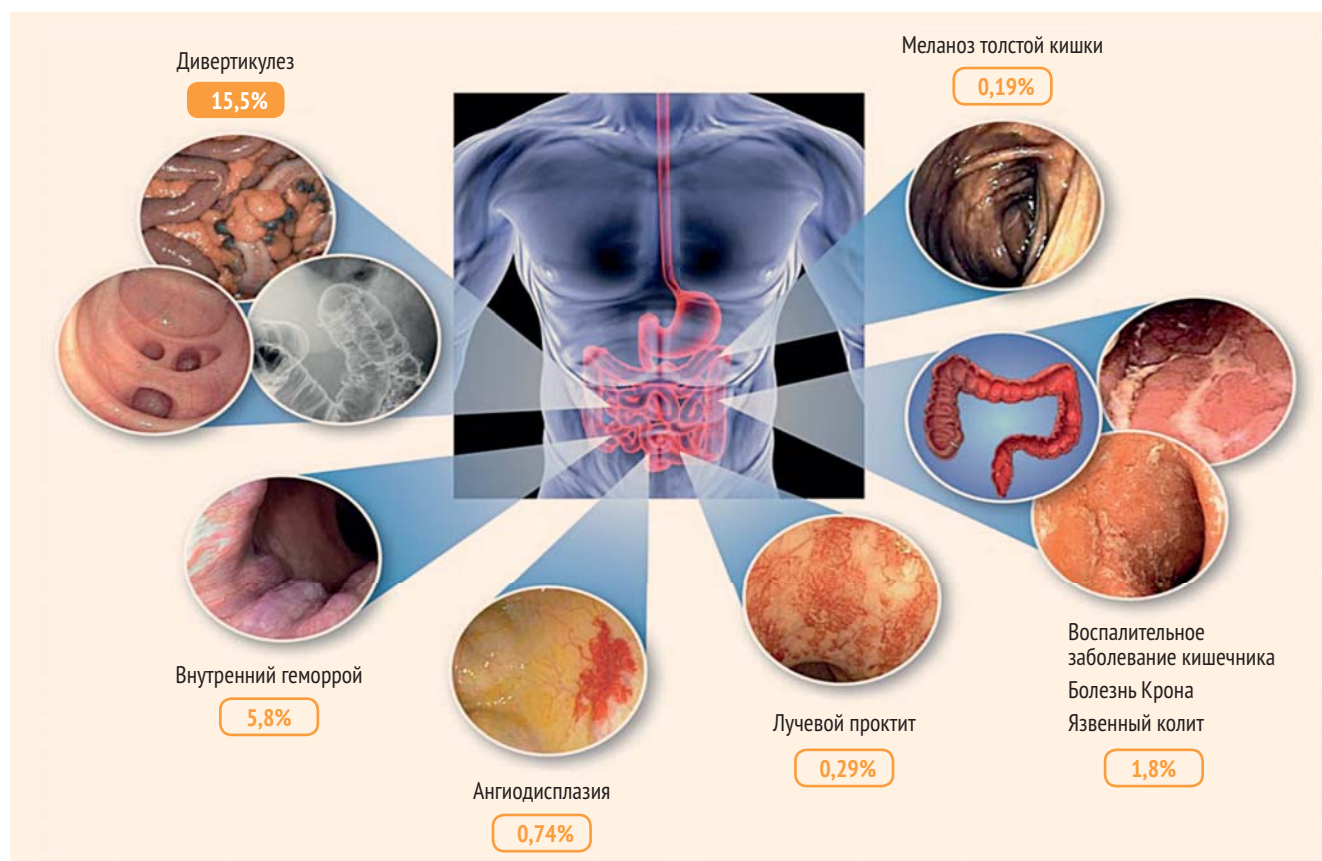 Дивертикулез
15,5%
Меланоз толстой кишки
0,19%
Внутренний геморрой
5,8%
Ангиодисплазия
0,74%
Лучевой проктит
0,29%
Воспалительное
заболевание кишечника
Болезнь Крона
Язвенный колит
1,8%